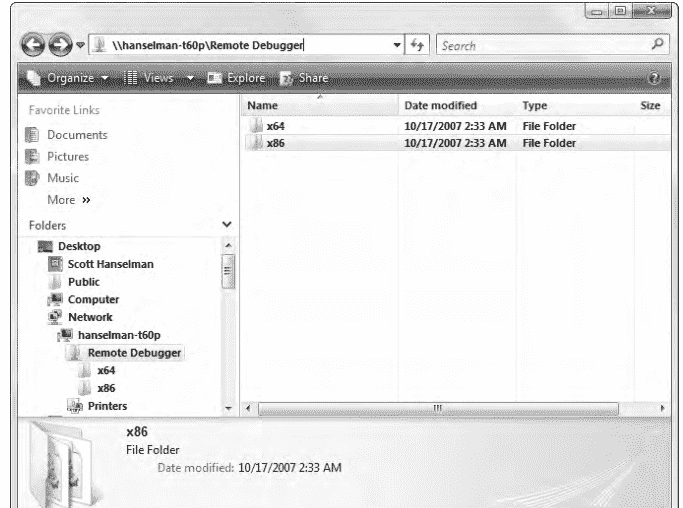 \\hanselman-t60p\Remote Debugger
Search
Organize Views Explore Share
Favorite Links
Documents
Pictures
Music
More »
Folders
Desktop
Scott Hanselman
Public
Computer
Network
hanselman-t60p
Remote Debugger
x64
x86
Printers
Name Date modified Type Size
x64 10/17/2007 2:33 AM File Folder
x86 10/17/2007 2:33 AM File Folder
x86
File Folder
Date modified: 10/17/2007 2:33 AM